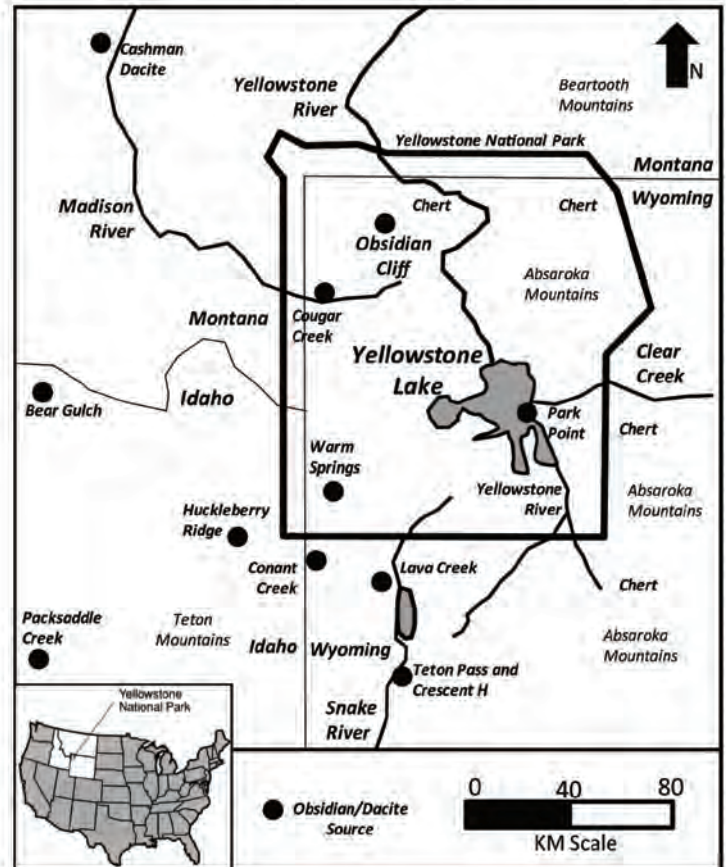 Cashman
Dacite
Yellowstone
River
N
Beartooth
Mountains
Yellowstone National Park
Montana
Wyoming
Madison
River
Chert
Chert
Obsidian
Cliff
Absaroka
Mountains
Montana
Cougar
Creek
Yellowstone
Lake
Clear
Creek
Idaho
Bear Gulch
Park
Point
Chert
Warm
Springs
Yellowstone
River
Absaroka
Mountains
Huckleberry
Ridge
Conant
Creek
Lava Creek
Chert
Packsaddle
Creek
Teton
Mountains
Idaho
Wyoming
Absaroka
Mountains
Teton Pass and
Crescent H
Snake
River
Yellowstone
National Park
Obsidian/Dacite
Source
0 40 80
KM Scale